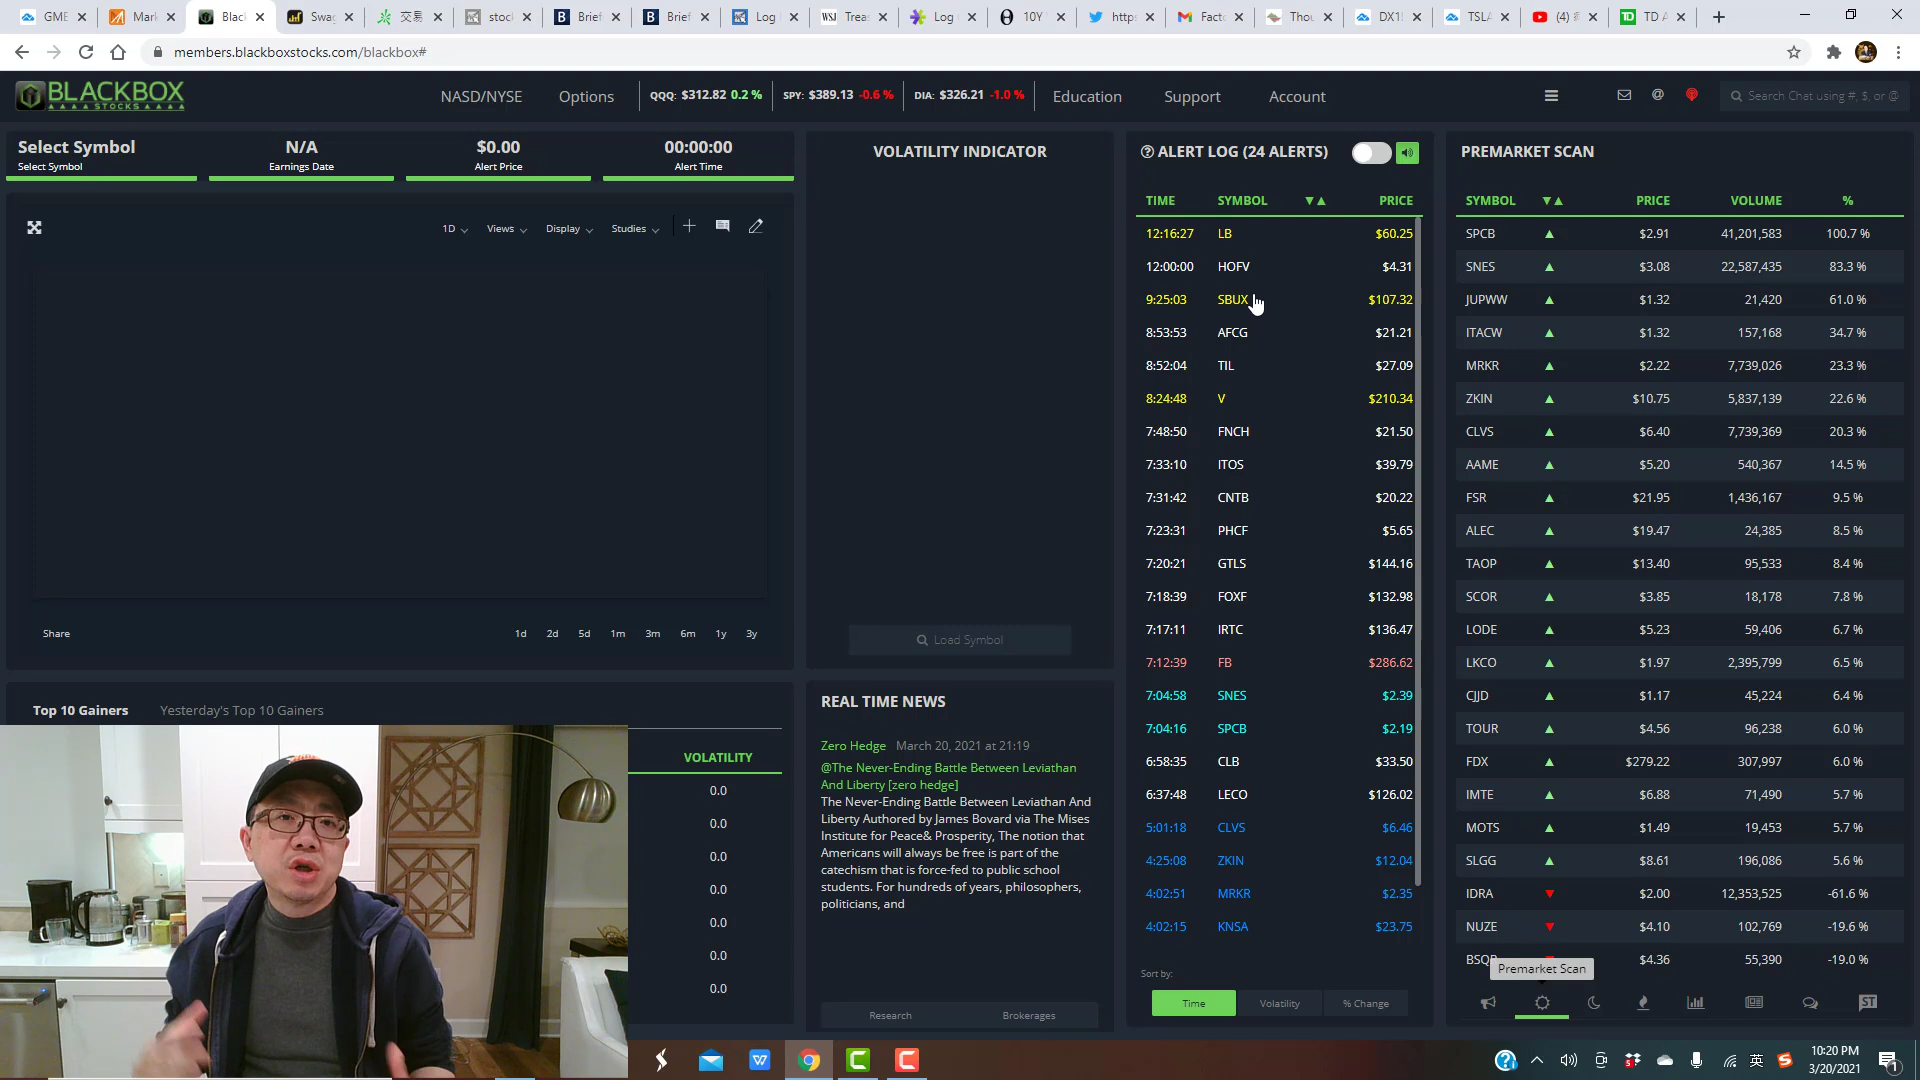 GME
Mark
Blac
Swag
交易
stoc
Brief
Brief
Log
WSJ
Treas
Log
10Y
http
Fact
Thou
DX1
TSLA
(4)
TD A
members.blackboxstocks.com/blackbox#
BLACKBOX
STOCKS
NASD/NYSE
Options
QQQ: $312.82 0.2 %
SPY: $389.13 -0.6 %
DIA: $326.21 -1.0 %
Education
Support
Account
Search Chat using #, $, or @
Select Symbol
Select Symbol
N/A
Earnings Date
$0.00
Alert Price
00:00:00
Alert Time
1D
Views
Display
Studies
Share
1d 2d 5d 1m 3m 6m 1y 3y
Top 10 Gainers
Yesterday's Top 10 Gainers
VOLATILITY
0.0
0.0
0.0
0.0
0.0
0.0
0.0
VOLATILITY INDICATOR
Load Symbol
REAL TIME NEWS
Zero Hedge March 20, 2021 at 21:19
@The Never-Ending Battle Between Leviathan
And Liberty [zero hedge]
The Never-Ending Battle Between Leviathan And
Liberty Authored by James Bovard via The Mises
Institute for Peace& Prosperity, The notion that
Americans will always be free is part of the
catechism that is force-fed to public school
students. For hundreds of years, philosophers,
politicians, and
Research
Brokerages
ALERT LOG (24 ALERTS)
TIME SYMBOL ▼▲ PRICE
12:16:27 LB $60.25
12:00:00 HOFV $4.31
9:25:03 SBUX $107.32
8:53:53 AFCG $21.21
8:52:04 TIL $27.09
8:24:48 V $210.34
7:48:50 FNCH $21.50
7:33:10 ITOS $39.79
7:31:42 CNTB $20.22
7:23:31 PHCF $5.65
7:20:21 GTLS $144.16
7:18:39 FOXF $132.98
7:17:11 IRTC $136.47
7:12:39 FB $286.62
7:04:58 SNES $2.39
7:04:16 SPCB $2.19
6:58:35 CLB $33.50
6:37:48 LECO $126.02
5:01:18 CLVS $6.46
4:25:08 ZKIN $12.04
4:02:51 MRKR $2.35
4:02:15 KNSA $23.75
Sort by:
Time
Volatility
% Change
PREMARKET SCAN
SYMBOL ▼▲ PRICE VOLUME %
SPCB ▲ $2.91 41,201,583 100.7 %
SNES ▲ $3.08 22,587,435 83.3 %
JUPWW ▲ $1.32 21,420 61.0 %
ITACW ▲ $1.32 157,168 34.7 %
MRKR ▲ $2.22 7,739,026 23.3 %
ZKIN ▲ $10.75 5,837,139 22.6 %
CLVS ▲ $6.40 7,739,369 20.3 %
AAME ▲ $5.20 540,367 14.5 %
FSR ▲ $21.95 1,436,167 9.5 %
ALEC ▲ $19.47 24,385 8.5 %
TAOP ▲ $13.40 95,533 8.4 %
SCOR ▲ $3.85 18,178 7.8 %
LODE ▲ $5.23 59,406 6.7 %
LKCO ▲ $1.97 2,395,799 6.5 %
CJJD ▲ $1.17 45,224 6.4 %
TOUR ▲ $4.56 96,238 6.0 %
FDX ▲ $279.22 307,997 6.0 %
IMTE ▲ $6.88 71,490 5.7 %
MOTS ▲ $1.49 19,453 5.7 %
SLGG ▲ $8.61 196,086 5.6 %
IDRA ▼ $2.00 12,353,525 -61.6 %
NUZE ▼ $4.10 102,769 -19.6 %
BSQR $4.36 55,390 -19.0 %
Premarket Scan
ST
英
10:20 PM
3/20/2021